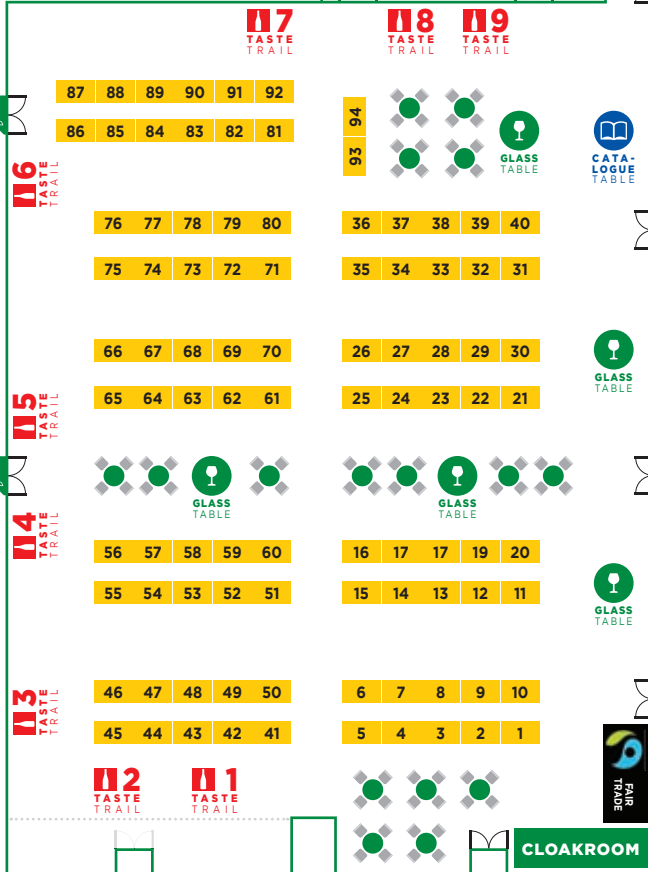 7
TASTE
TRAIL
8
TASTE
TRAIL
9
TASTE
TRAIL
87 88 89 90 91 92
86 85 84 83 82 81
94
93
GLASS
TABLE
CATA-
LOGUE
TABLE
6
TASTE
TRAIL
76 77 78 79 80
36 37 38 39 40
75 74 73 72 71
35 34 33 32 31
66 67 68 69 70
26 27 28 29 30
GLASS
TABLE
65 64 63 62 61
25 24 23 22 21
5
TASTE
TRAIL
GLASS
TABLE
GLASS
TABLE
4
TASTE
TRAIL
56 57 58 59 60
16 17 17 19 20
55 54 53 52 51
15 14 13 12 11
GLASS
TABLE
3
TASTE
TRAIL
46 47 48 49 50
6 7 8 9 10
45 44 43 42 41
5 4 3 2 1
FAIR
TRADE
2
TASTE
TRAIL
1
TASTE
TRAIL
CLOAKROOM